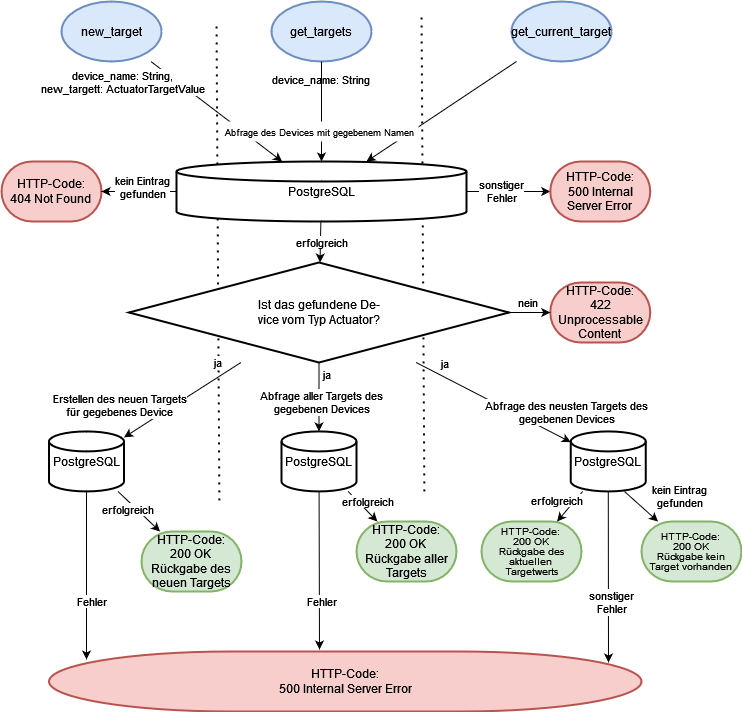 new_target
get_targets
get_current_target
device_name: String,
new_targett: ActuatorTargetValue
device_name: String
Abfrage des Devices mit gegebenem Namen
HTTP-Code:
404 Not Found
kein Eintrag
gefunden
PostgreSQL
sonstiger
Fehler
HTTP-Code:
500 Internal
Server Error
erfolgreich
Ist das gefundene De-
vice vom Typ Actuator?
nein
HTTP-Code:
422
Unprocessable
Content
ja
ja
ja
Erstellen des neuen Targets
für gegebenes Device
Abfrage aller Targets des
gegebenen Devices
Abfrage des neusten Targets des
gegebenen Devices
PostgreSQL
PostgreSQL
PostgreSQL
erfolgreich
erfolgreich
erfolgreich
kein Eintrag
gefunden
HTTP-Code:
200 OK
Rückgabe des
neuen Targets
HTTP-Code:
200 OK
Rückgabe aller
Targets
HTTP-Code:
200 OK
Rückgabe des
aktuellen
Targetwerts
HTTP-Code:
200 OK
Rückgabe kein
Target vorhanden
Fehler
Fehler
sonstiger
Fehler
HTTP-Code:
500 Internal Server Error